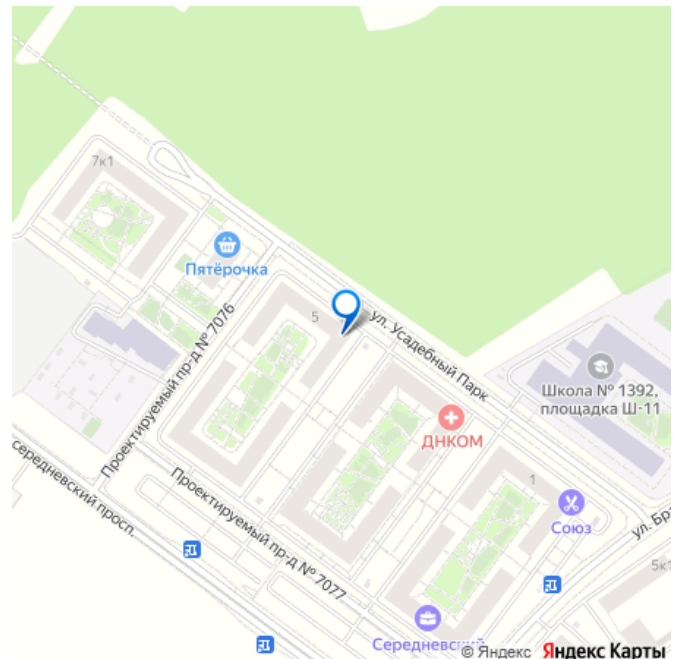 7к1
Пятёрочка
5
ул. Усадебный Парк
Проектируемый пр-д № 7076
Школа № 1392,
площадка Ш-11
ДНКОМ
1
Союз
ул. Бра
середневский просп.
Проектируемый пр-д № 7077
5к1
Середневский
© Яндекс Яндекс Карты